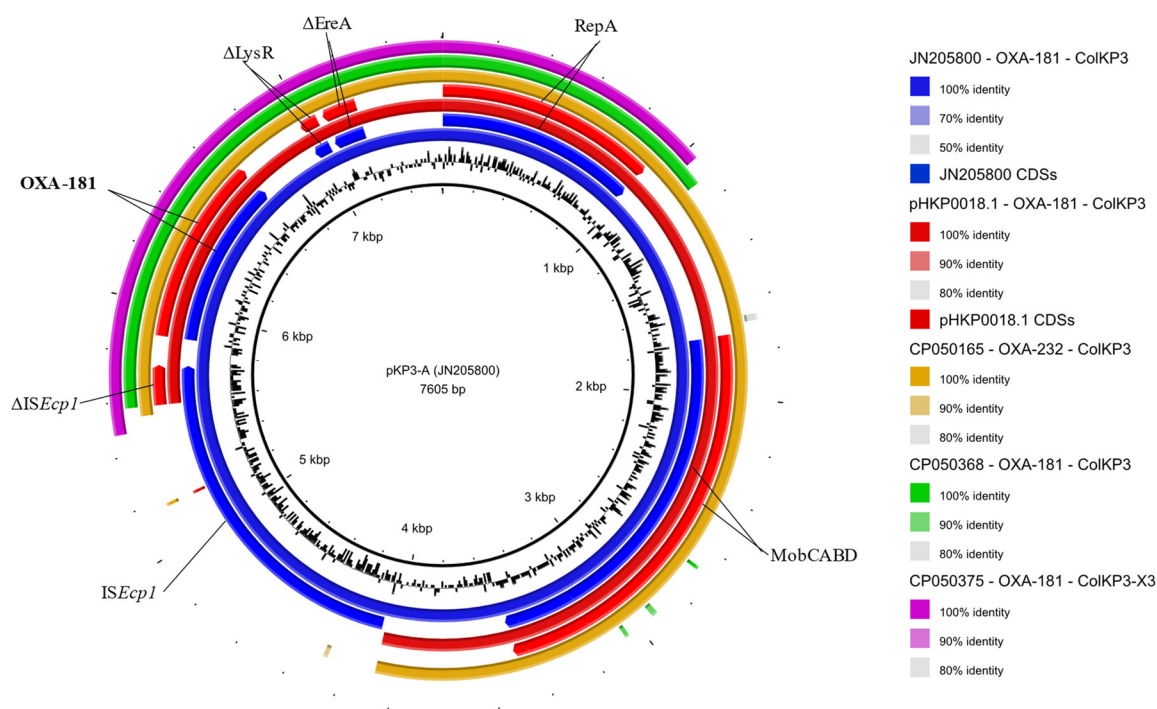 ΔEreA
RepA
ΔLysR
OXA-181
ΔISEcp1
ISEcp1
MobCABD
7 kbp
1 kbp
6 kbp
pKP3-A (JN205800)
7605 bp
2 kbp
5 kbp
3 kbp
4 kbp
JN205800 - OXA-181 - ColKP3
100% identity
70% identity
50% identity
JN205800 CDSs
pHKP0018.1 - OXA-181 - ColKP3
100% identity
90% identity
80% identity
pHKP0018.1 CDSs
CP050165 - OXA-232 - ColKP3
100% identity
90% identity
80% identity
CP050368 - OXA-181 - ColKP3
100% identity
90% identity
80% identity
CP050375 - OXA-181 - ColKP3-X3
100% identity
90% identity
80% identity